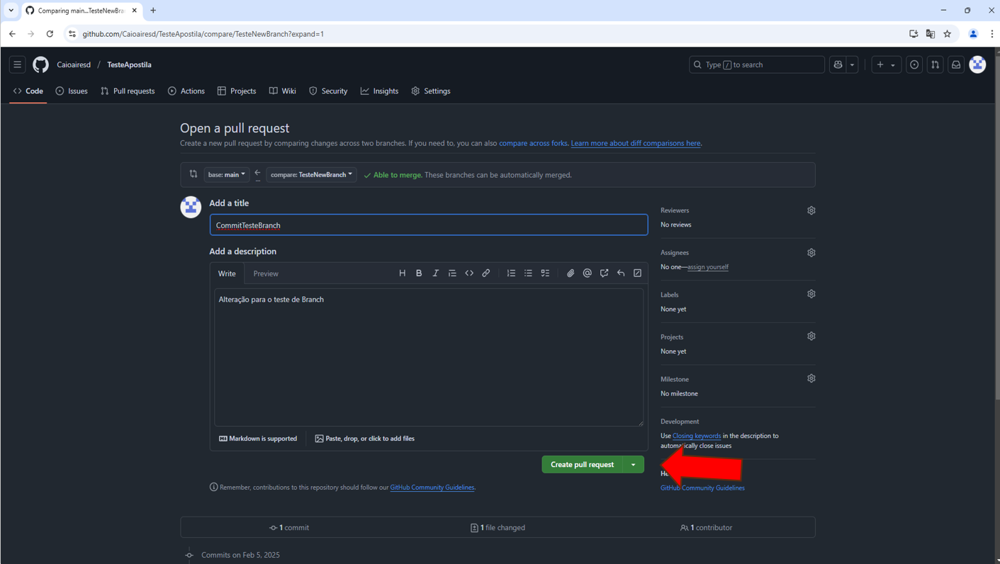 Comparing main...TesteNewBra
github.com/Caioairesd/TesteApostila/compare/TesteNewBranch?expand=1
Caioairesd / TesteApostila
Type / to search
Code Issues Pull requests Actions Projects Wiki Security Insights Settings
Open a pull request
Create a new pull request by comparing changes across two branches. If you need to, you can also compare across forks. Learn more about diff comparisons here.
base: main compare: TesteNewBranch Able to merge. These branches can be automatically merged.
...
Add a title
CommitTesteBranch
Add a description
Write Preview
Alteração para o teste de Branch
Markdown is supported Paste, drop, or click to add files
Create pull request
Remember, contributions to this repository should follow our GitHub Community Guidelines.
Reviewers
No reviews
Assignees
No one—assign yourself
Labels
None yet
Projects
None yet
Milestone
No milestone
Development
Use Closing keywords in the description to
automatically close issues
GitHub Community Guidelines
1 commit 1 file changed 1 contributor
Commits on Feb 5, 2025